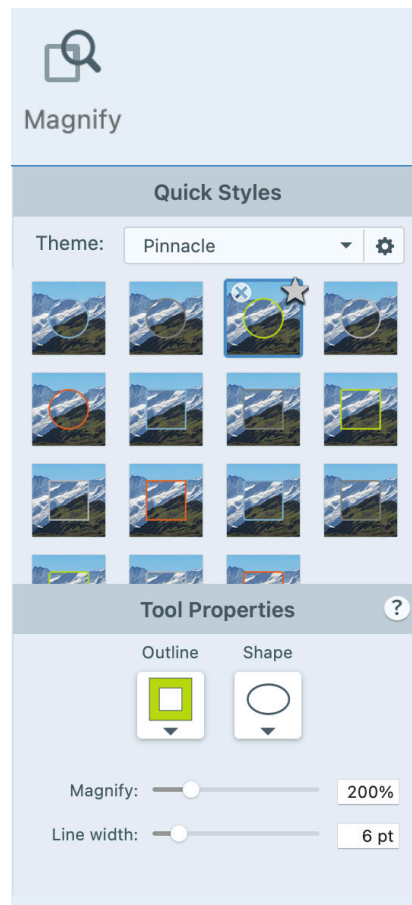 Magnify
Quick Styles
Theme: Pinnacle
Tool Properties ?
Outline Shape
Magnify: 200%
Line width: 6 pt